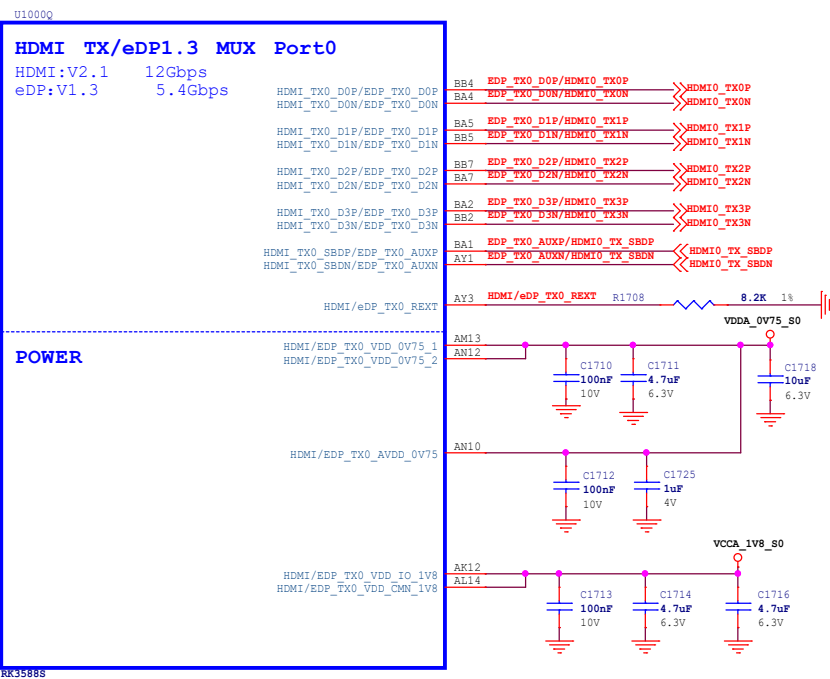 U1000Q
HDMI TX/eDP1.3 MUX Port0
HDMI:V2.1 12Gbps
eDP:V1.3 5.4Gbps
HDMI_TX0_D0P/EDP_TX0_D0P BB4 EDP_TX0_D0P/HDMI0_TX0P HDMI0_TX0P
HDMI_TX0_D0N/EDP_TX0_D0N BA4 EDP_TX0_D0N/HDMI0_TX0N HDMI0_TX0N
HDMI_TX0_D1P/EDP_TX0_D1P BA5 EDP_TX0_D1P/HDMI0_TX1P HDMI0_TX1P
HDMI_TX0_D1N/EDP_TX0_D1N BB5 EDP_TX0_D1N/HDMI0_TX1N HDMI0_TX1N
HDMI_TX0_D2P/EDP_TX0_D2P BB7 EDP_TX0_D2P/HDMI0_TX2P HDMI0_TX2P
HDMI_TX0_D2N/EDP_TX0_D2N BA7 EDP_TX0_D2N/HDMI0_TX2N HDMI0_TX2N
HDMI_TX0_D3P/EDP_TX0_D3P BA2 EDP_TX0_D3P/HDMI0_TX3P HDMI0_TX3P
HDMI_TX0_D3N/EDP_TX0_D3N BB2 EDP_TX0_D3N/HDMI0_TX3N HDMI0_TX3N
HDMI_TX0_SBDP/EDP_TX0_AUXP BA1 EDP_TX0_AUXP/HDMI0_TX_SBDP HDMI0_TX_SBDP
HDMI_TX0_SBDN/EDP_TX0_AUXN AY1 EDP_TX0_AUXN/HDMI0_TX_SBDN HDMI0_TX_SBDN
HDMI/eDP_TX0_REXT AY3 HDMI/eDP_TX0_REXT R1708 8.2K 1%
VDDA_0V75_S0
POWER
HDMI/EDP_TX0_VDD_0V75_1 AM13
HDMI/EDP_TX0_VDD_0V75_2 AN12
C1710 C1711 C1718
100nF 4.7uF 10uF
10V 6.3V 6.3V
HDMI/EDP_TX0_AVDD_0V75 AN10
C1712 C1725
100nF 1uF
10V 4V
VCCA_1V8_S0
HDMI/EDP_TX0_VDD_IO_1V8 AK12
HDMI/EDP_TX0_VDD_CMN_1V8 AL14
C1713 C1714 C1716
100nF 4.7uF 4.7uF
10V 6.3V 6.3V
RK3588S